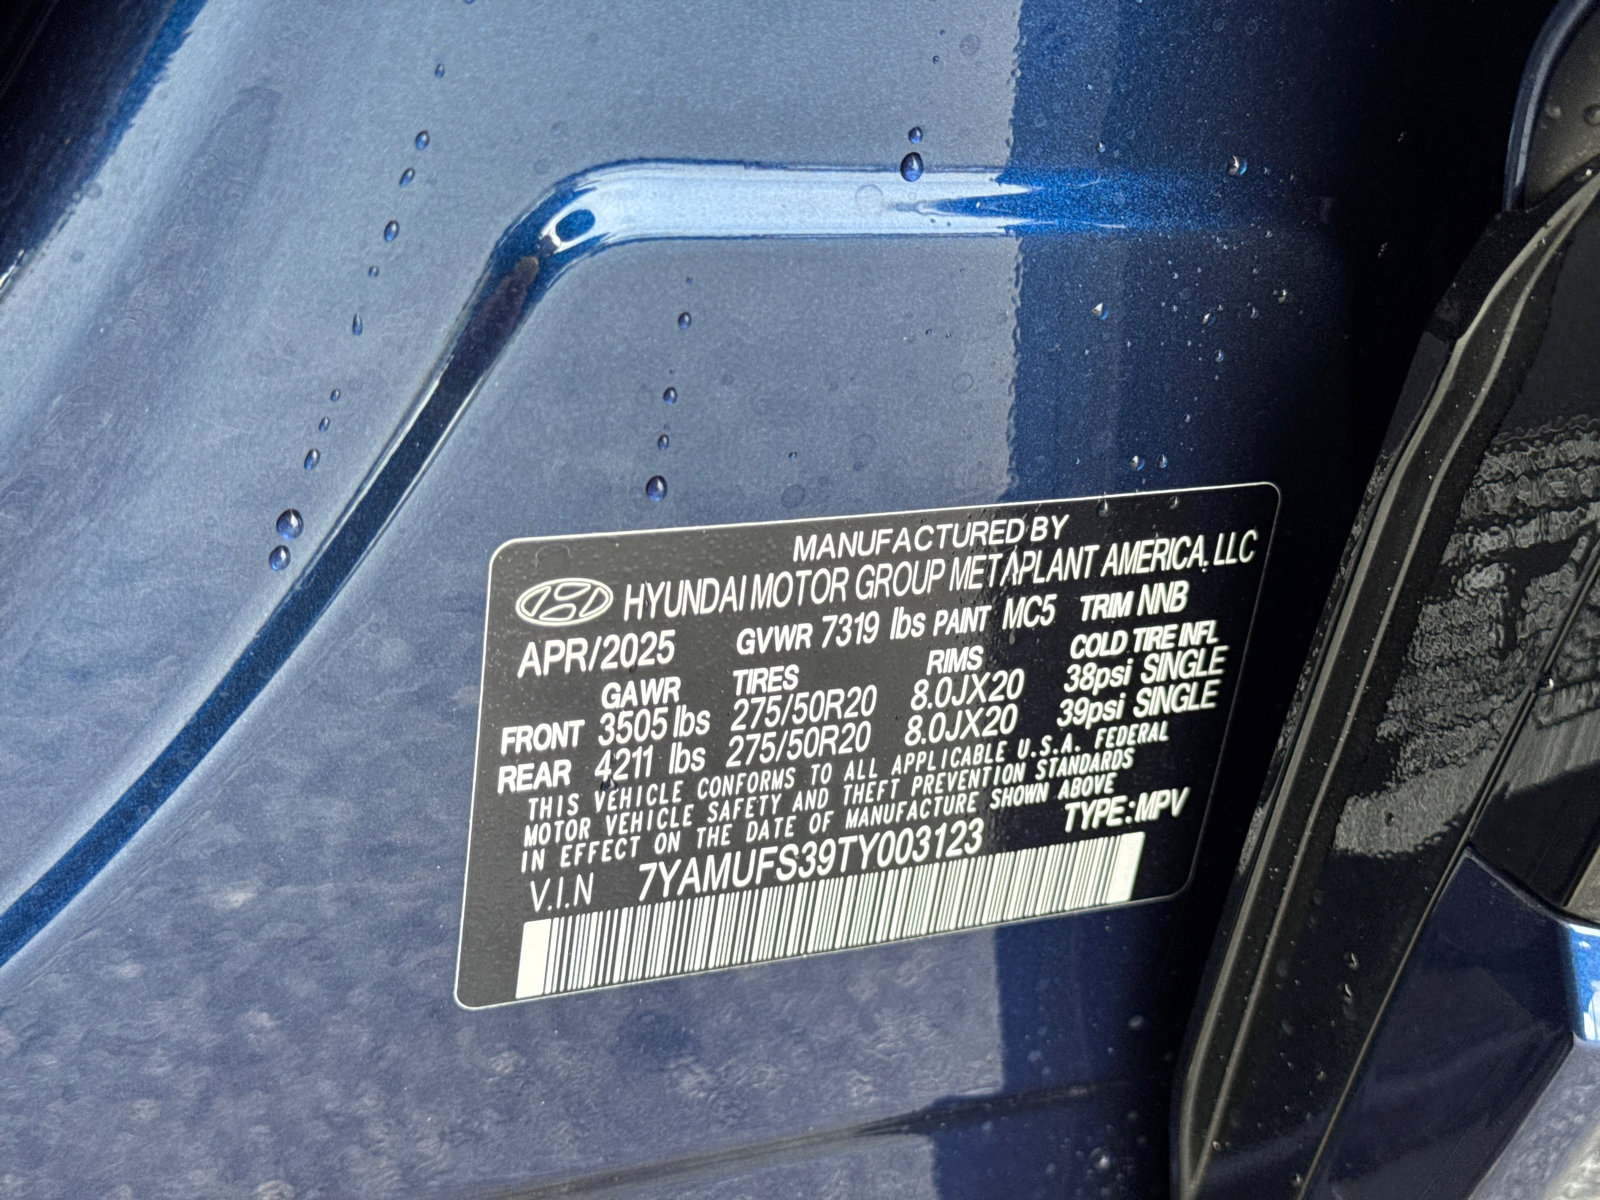 MANUFACTURED BY
HYUNDAI MOTOR GROUP METAPLANT AMERICA, LLC
APR/2025 GVWR 7319 lbs PAINT MC5 TRIM NNB
GAWR TIRES RIMS COLD TIRE INFL
FRONT 3505 lbs 275/50R20 8.0JX20 38psi SINGLE
REAR 4211 lbs 275/50R20 8.0JX20 39psi SINGLE
THIS VEHICLE CONFORMS TO ALL APPLICABLE U.S.A. FEDERAL
MOTOR VEHICLE SAFETY AND THEFT PREVENTION STANDARDS
IN EFFECT ON THE DATE OF MANUFACTURE SHOWN ABOVE
V.I.N 7YAMUFS39TY003123 TYPE:MPV